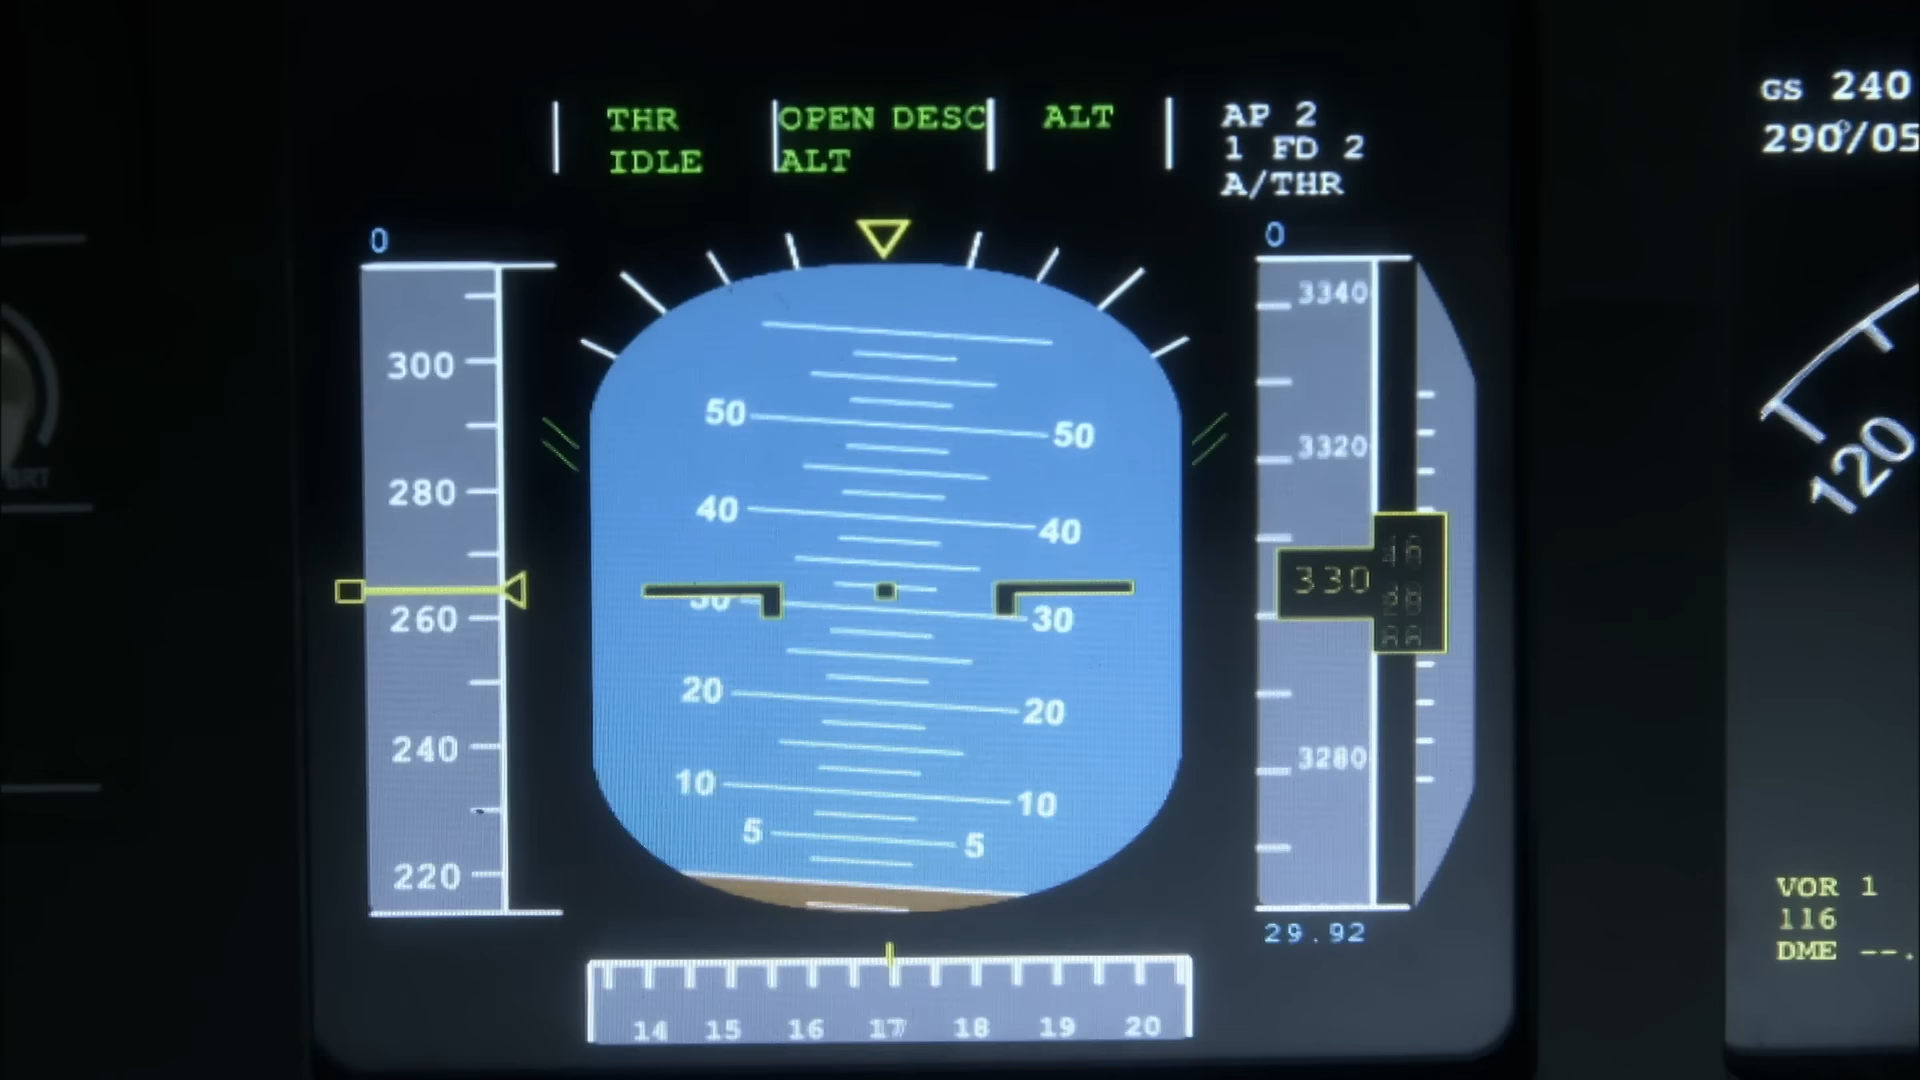 THR
IDLE
OPEN DESC
ALT
ALT
AP 2
1 FD 2
A/THR
GS 240
290°/05
0
300
280
260
240
220
50 50
40 40
30
20 20
10 10
5 5
0
3340
3320
330
3280
29.92
120
VOR 1
116
DME --.
14 15 16 17 18 19 20